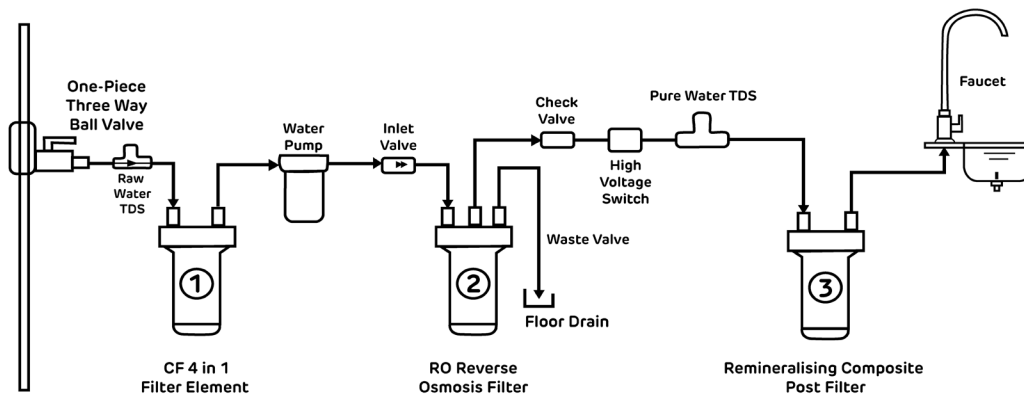 One-Piece
Three Way
Ball Valve
Raw
Water
TDS
Water
Pump
Inlet
Valve
Check
Valve
High
Voltage
Switch
Pure Water TDS
Faucet
Waste Valve
Floor Drain
1
2
3
CF 4 in 1
Filter Element
RO Reverse
Osmosis Filter
Remineralising Composite
Post Filter